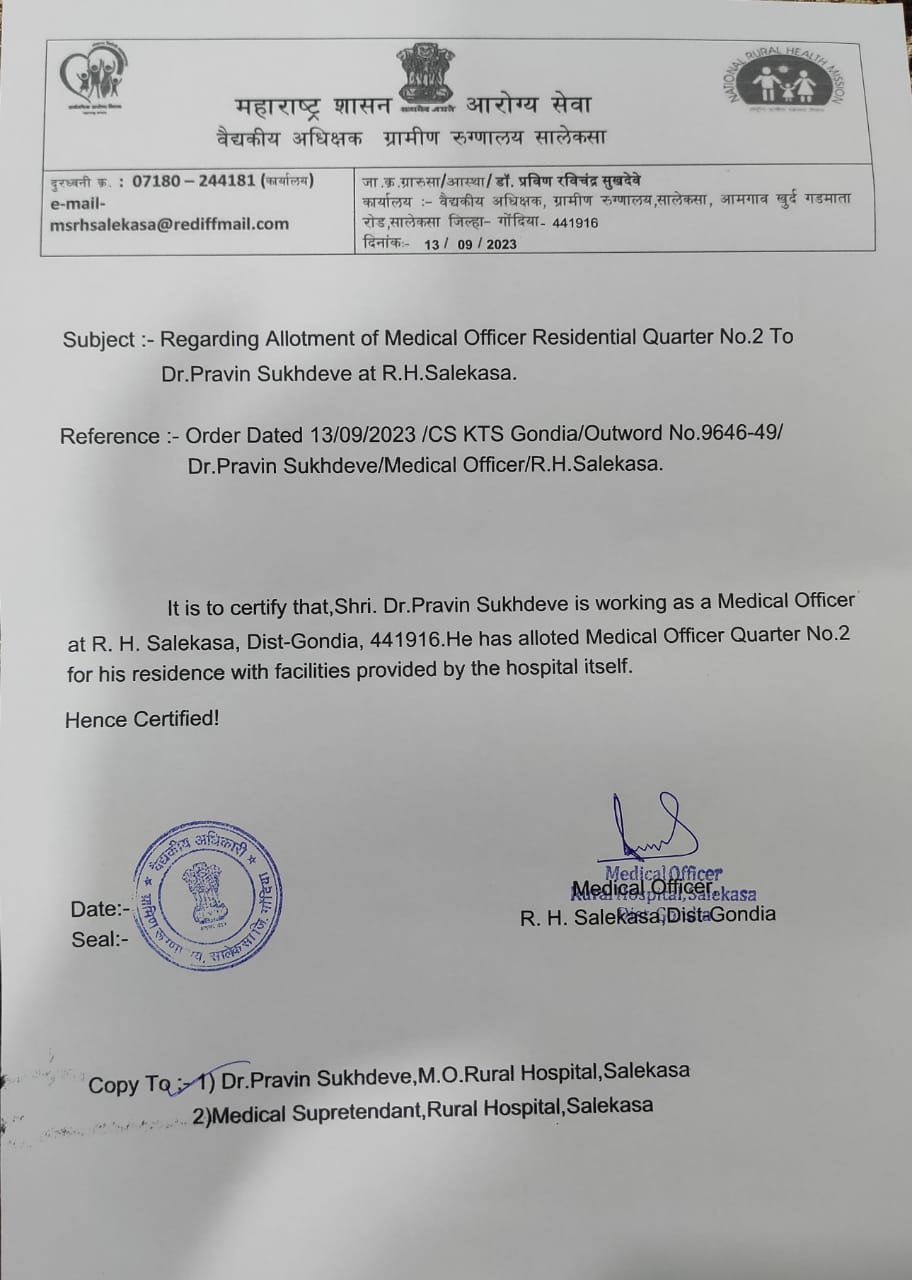 NATIONAL RURAL HEALTH MISSION
महाराष्ट्र शासन सत्यमेव जयते आरोग्य सेवा
वैद्यकीय अधिक्षक ग्रामीण रुग्णालय सालेकसा
दुरध्वनी क्र. : 07180 – 244181 (कार्यालय)
e-mail-
msrhsalekasa@rediffmail.com
जा.क्र.ग्रारुसा/आस्था/ डॉ. प्रविण रविचंद्र सुखदेवे
कार्यालय :- वैद्यकीय अधिक्षक, ग्रामीण रुग्णालय,सालेकसा, आमगाव खुर्द गडमाता
रोड,सालेकसा जिल्हा- गोंदिया- 441916
दिनांकः- 13 / 09 / 2023
Subject :- Regarding Allotment of Medical Officer Residential Quarter No.2 To
Dr.Pravin Sukhdeve at R.H.Salekasa.
Reference :- Order Dated 13/09/2023 /CS KTS Gondia/Outword No.9646-49/
Dr.Pravin Sukhdeve/Medical Officer/R.H.Salekasa.
It is to certify that,Shri. Dr.Pravin Sukhdeve is working as a Medical Officer
at R. H. Salekasa, Dist-Gondia, 441916.He has alloted Medical Officer Quarter No.2
for his residence with facilities provided by the hospital itself.
Hence Certified!
Medical Officer
Rural Hospital,Salekasa
Medical Officer,
R. H. Salekasa,Dist-Gondia
Date:-
Seal:-
वैद्यकीय अधिकारी
सालेकसा जि. गोंदिया
Copy To :- 1) Dr.Pravin Sukhdeve,M.O.Rural Hospital,Salekasa
2)Medical Supretendant,Rural Hospital,Salekasa